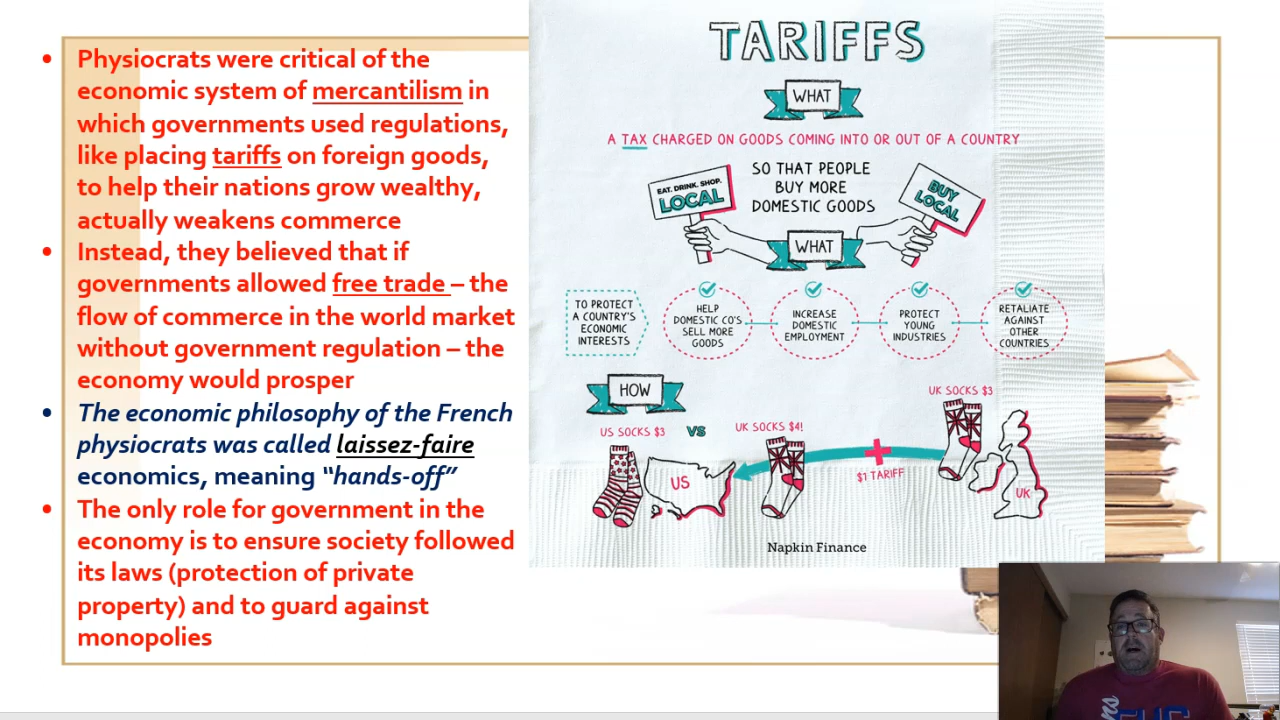 • Physiocrats were critical of the
economic system of mercantilism in
which governments used regulations,
like placing tariffs on foreign goods,
to help their nations grow wealthy,
actually weakens commerce
• Instead, they believed that if
governments allowed free trade – the
flow of commerce in the world market
without government regulation – the
economy would prosper
• The economic philosophy of the French
physiocrats was called laissez-faire
economics, meaning “hands-off”
• The only role for government in the
economy is to ensure society followed
its laws (protection of private
property) and to guard against
monopolies
TARIFFS
WHAT
A TAX CHARGED ON GOODS COMING INTO OR OUT OF A COUNTRY
EAT. DRINK. SHOP.
LOCAL
SO THAT PEOPLE
BUY MORE
DOMESTIC GOODS
BUY
LOCAL
WHAT
TO PROTECT
A COUNTRY'S
ECONOMIC
INTERESTS
HELP
DOMESTIC CO'S
SELL MORE
GOODS
INCREASE
DOMESTIC
EMPLOYMENT
PROTECT
YOUNG
INDUSTRIES
RETALIATE
AGAINST
OTHER
COUNTRIES
HOW
US SOCKS $3
VS
UK SOCKS $4!
UK SOCKS $3
US
$1 TARIFF
UK
Napkin Finance